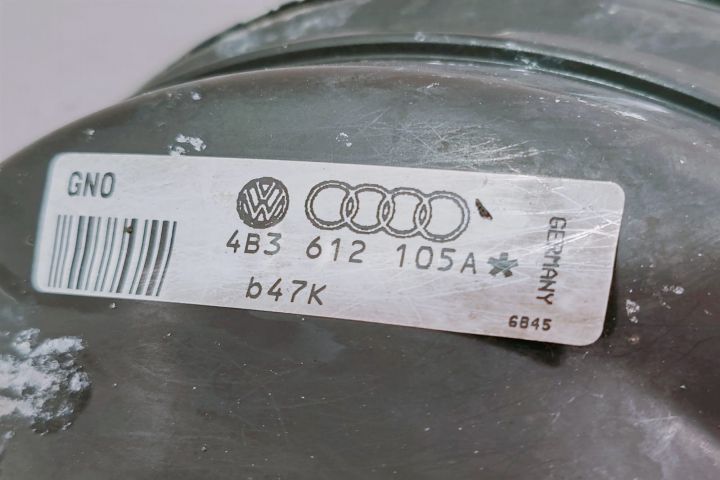 GNO
4B3 612 105A*
b47K
GERMANY
6845